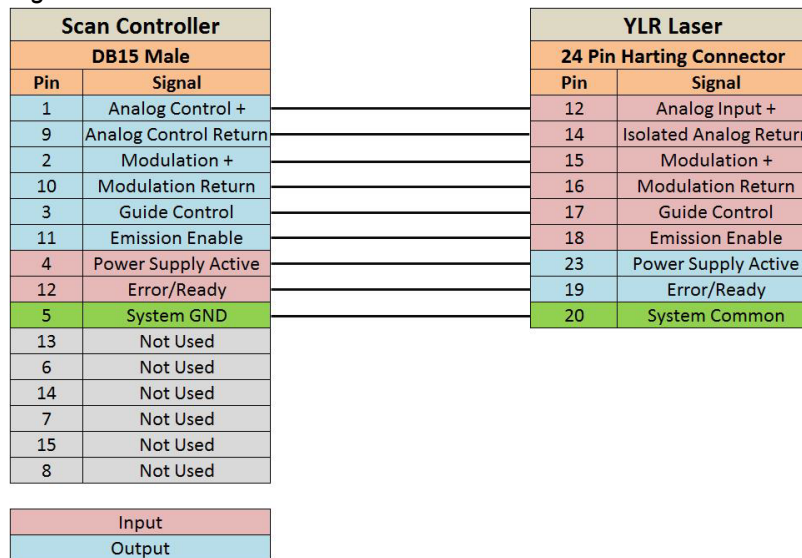 Scan Controller
DB15 Male
Pin Signal
1 Analog Control +
9 Analog Control Return
2 Modulation +
10 Modulation Return
3 Guide Control
11 Emission Enable
4 Power Supply Active
12 Error/Ready
5 System GND
13 Not Used
6 Not Used
14 Not Used
7 Not Used
15 Not Used
8 Not Used
YLR Laser
24 Pin Harting Connector
Pin Signal
12 Analog Input +
14 Isolated Analog Return
15 Modulation +
16 Modulation Return
17 Guide Control
18 Emission Enable
23 Power Supply Active
19 Error/Ready
20 System Common
Input
Output